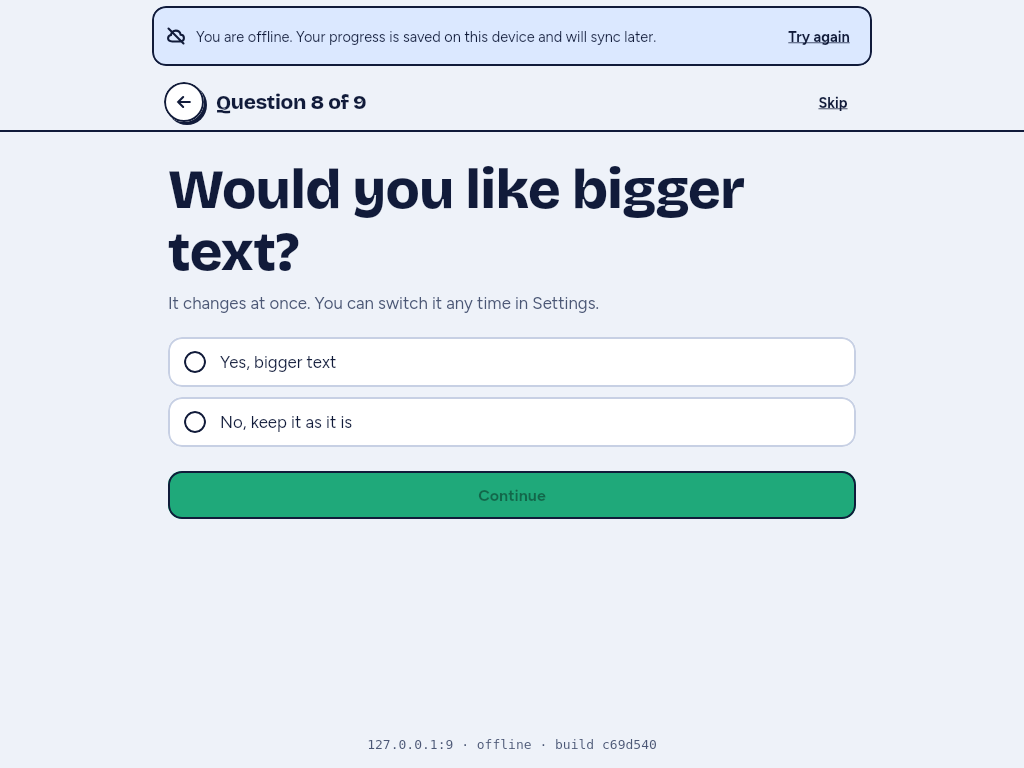 You are offline. Your progress is saved on this device and will sync later.
Try again
Question 8 of 9
Skip
Would you like bigger
text?
It changes at once. You can switch it any time in Settings.
Yes, bigger text
No, keep it as it is
Continue
127.0.0.1:9 · offline · build c69d540